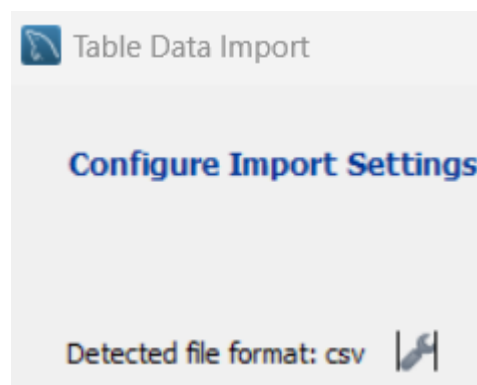 Table Data Import
Configure Import Settings
Detected file format: csv